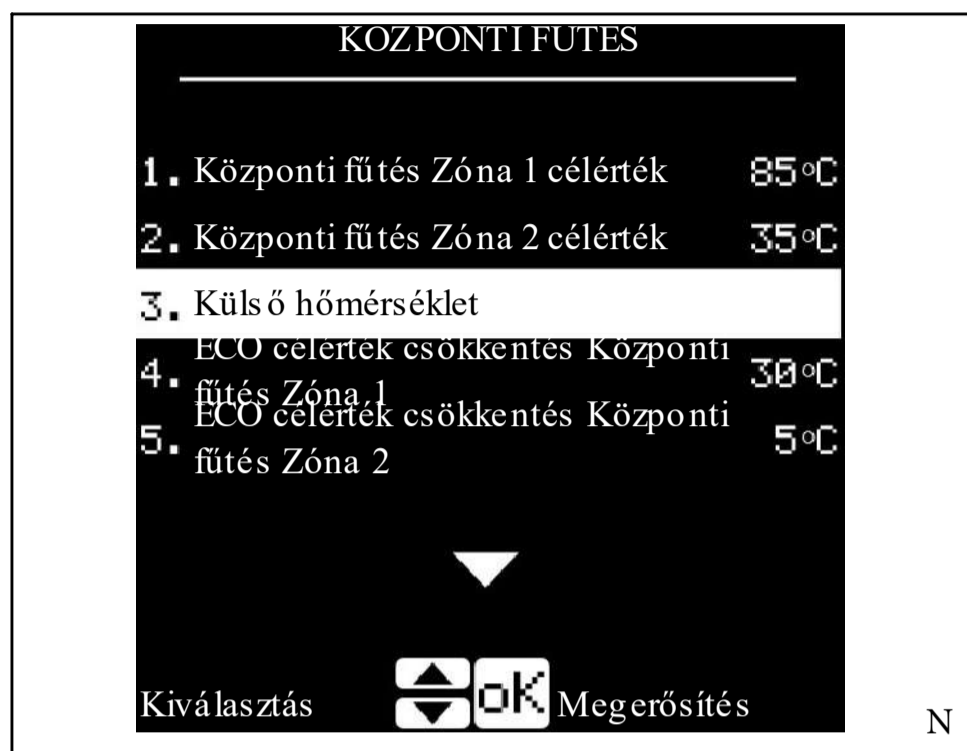 KÖZPONTI FŰTÉS
1. Központi fűtés Zóna 1 célérték 85°C
2. Központi fűtés Zóna 2 célérték 35°C
3. Külső hőmérséklet
4. ECO célérték csökkentés Központi
fűtés Zóna 1 30°C
5. ECO célérték csökkentés Központi
fűtés Zóna 2 5°C
Kiválasztás oK Megerősítés
N